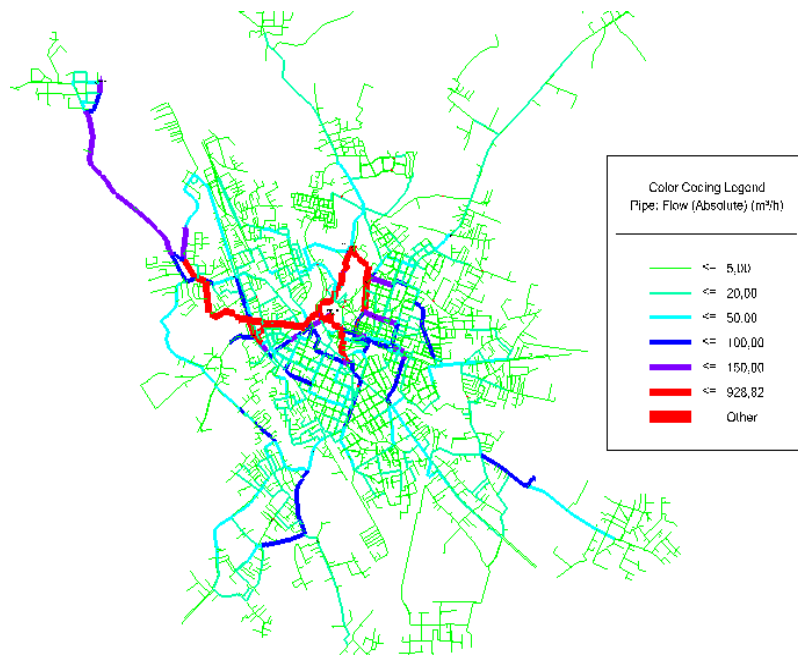 Color Coding Legend
Pipe: Flow (Absolute) (m³/h)
<= 5,00
<= 20,00
<= 50,00
<= 100,00
<= 150,00
<= 928,82
Other